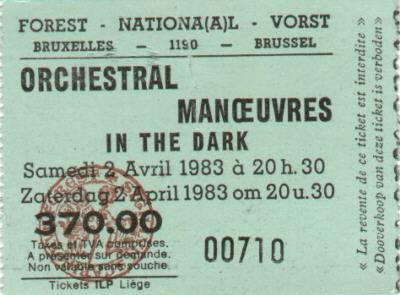 FOREST - NATIONA(A)L - VORST
BRUXELLES - 1190 - BRUSSEL
ORCHESTRAL
MANŒUVRES
IN THE DARK
Samedi 2 Avril 1983 à 20 h. 30
Zaterdag 2 April 1983 om 20 u. 30
370.00
Taxes et TVA comprises.
A présenter sur demande.
Non valable sans souche.
00710
Tickets ILP Liège
« La revente de ce ticket est interdite »
«Dooverkoop van deze ticket is verboden»